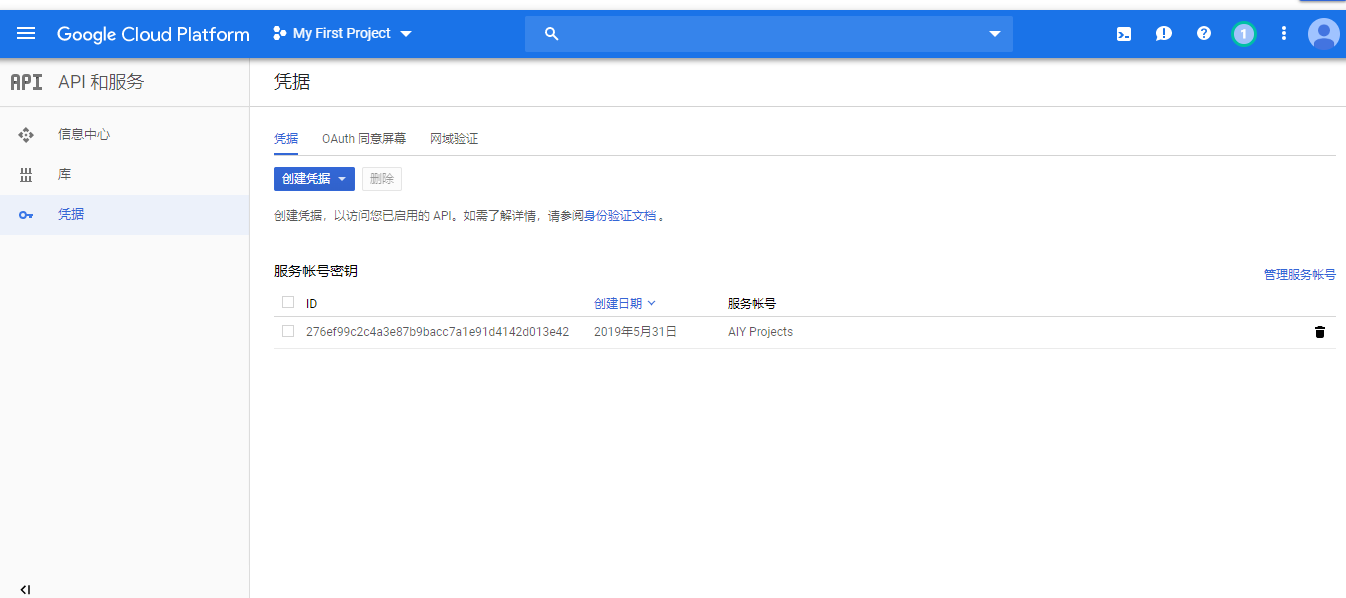 Google Cloud Platform My First Project 1
API API 和服务
凭据
信息中心
库
凭据
凭据 OAuth 同意屏幕 网域验证
创建凭据 删除
创建凭据，以访问您已启用的 API。如需了解详情，请参阅身份验证文档。
服务帐号密钥 管理服务帐号
ID 创建日期 服务帐号
276ef99c2c4a3e87b9bacc7a1e91d4142d013e42 2019年5月31日 AIY Projects